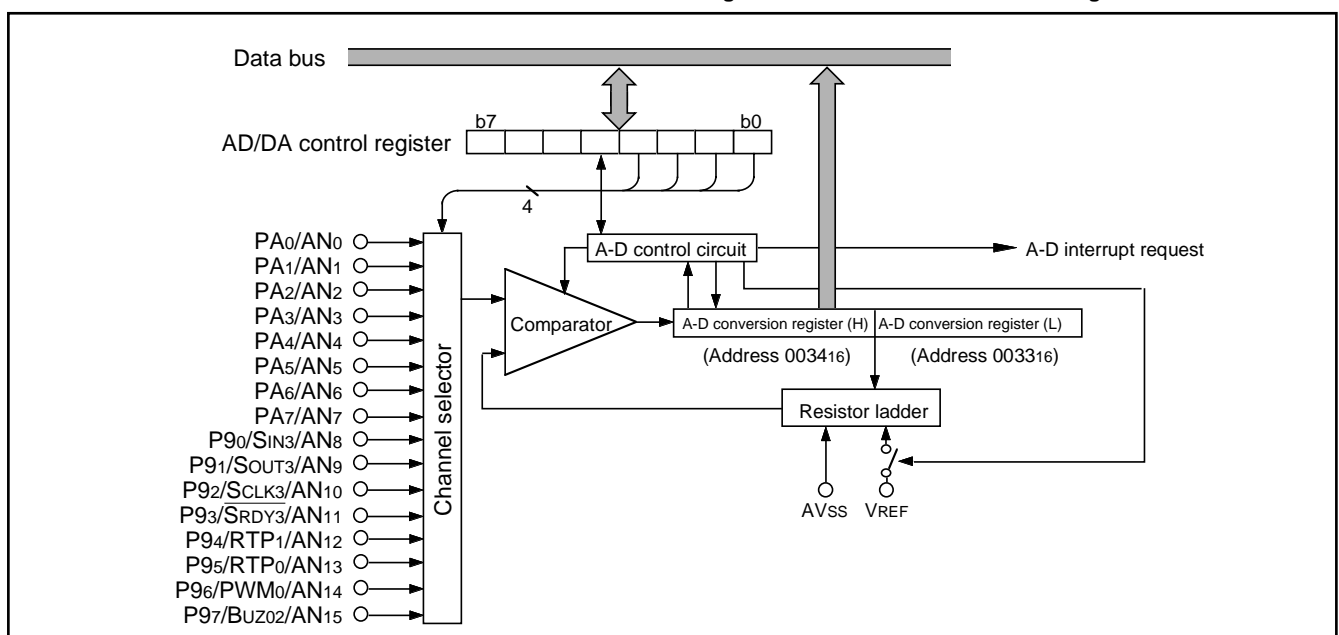 Data bus
b7 b0
AD/DA control register
4
PA0/AN0
PA1/AN1
PA2/AN2
PA3/AN3
PA4/AN4
PA5/AN5
PA6/AN6
PA7/AN7
P90/SIN3/AN8
P91/SOUT3/AN9
P92/SCLK3/AN10
P93/SRDY3/AN11
P94/RTP1/AN12
P95/RTP0/AN13
P96/PWM0/AN14
P97/BUZ02/AN15
Channel selector
A-D control circuit
A-D interrupt request
Comparator
A-D conversion register (H) A-D conversion register (L)
(Address 003416) (Address 003316)
Resistor ladder
AVSS VREF